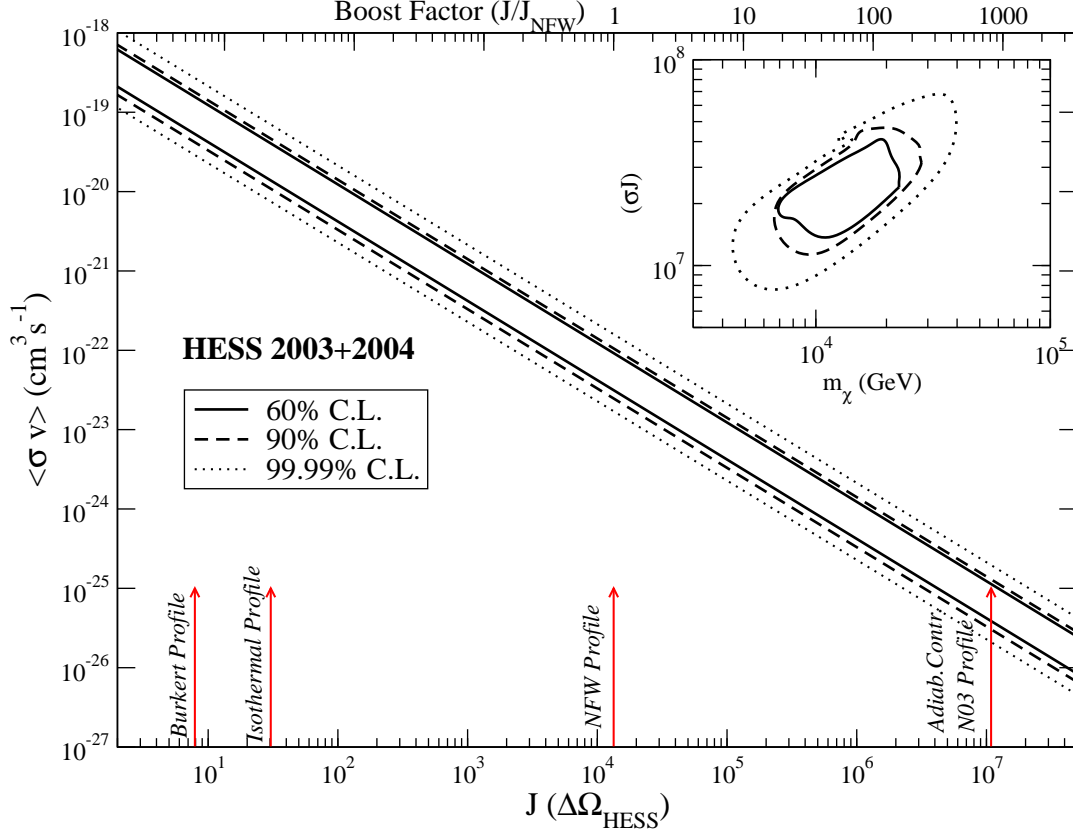 Boost Factor (J/J_NFW)
1 10 20 100 1000
10^-18
10^-19
10^-20
10^-21
10^-22
10^-23
10^-24
10^-25
10^-26
10^-27
<σ v> (cm^3 s^-1)
10^8
10^7
(σJ)
10^4 10^5
m_χ (GeV)
HESS 2003+2004
60% C.L.
90% C.L.
99.99% C.L.
Burkert Profile
Isothermal Profile
NFW Profile
Adiab.Contr.
N03 Profile
10^1 10^2 10^3 10^4 10^5 10^6 10^7
J (ΔΩ_HESS)